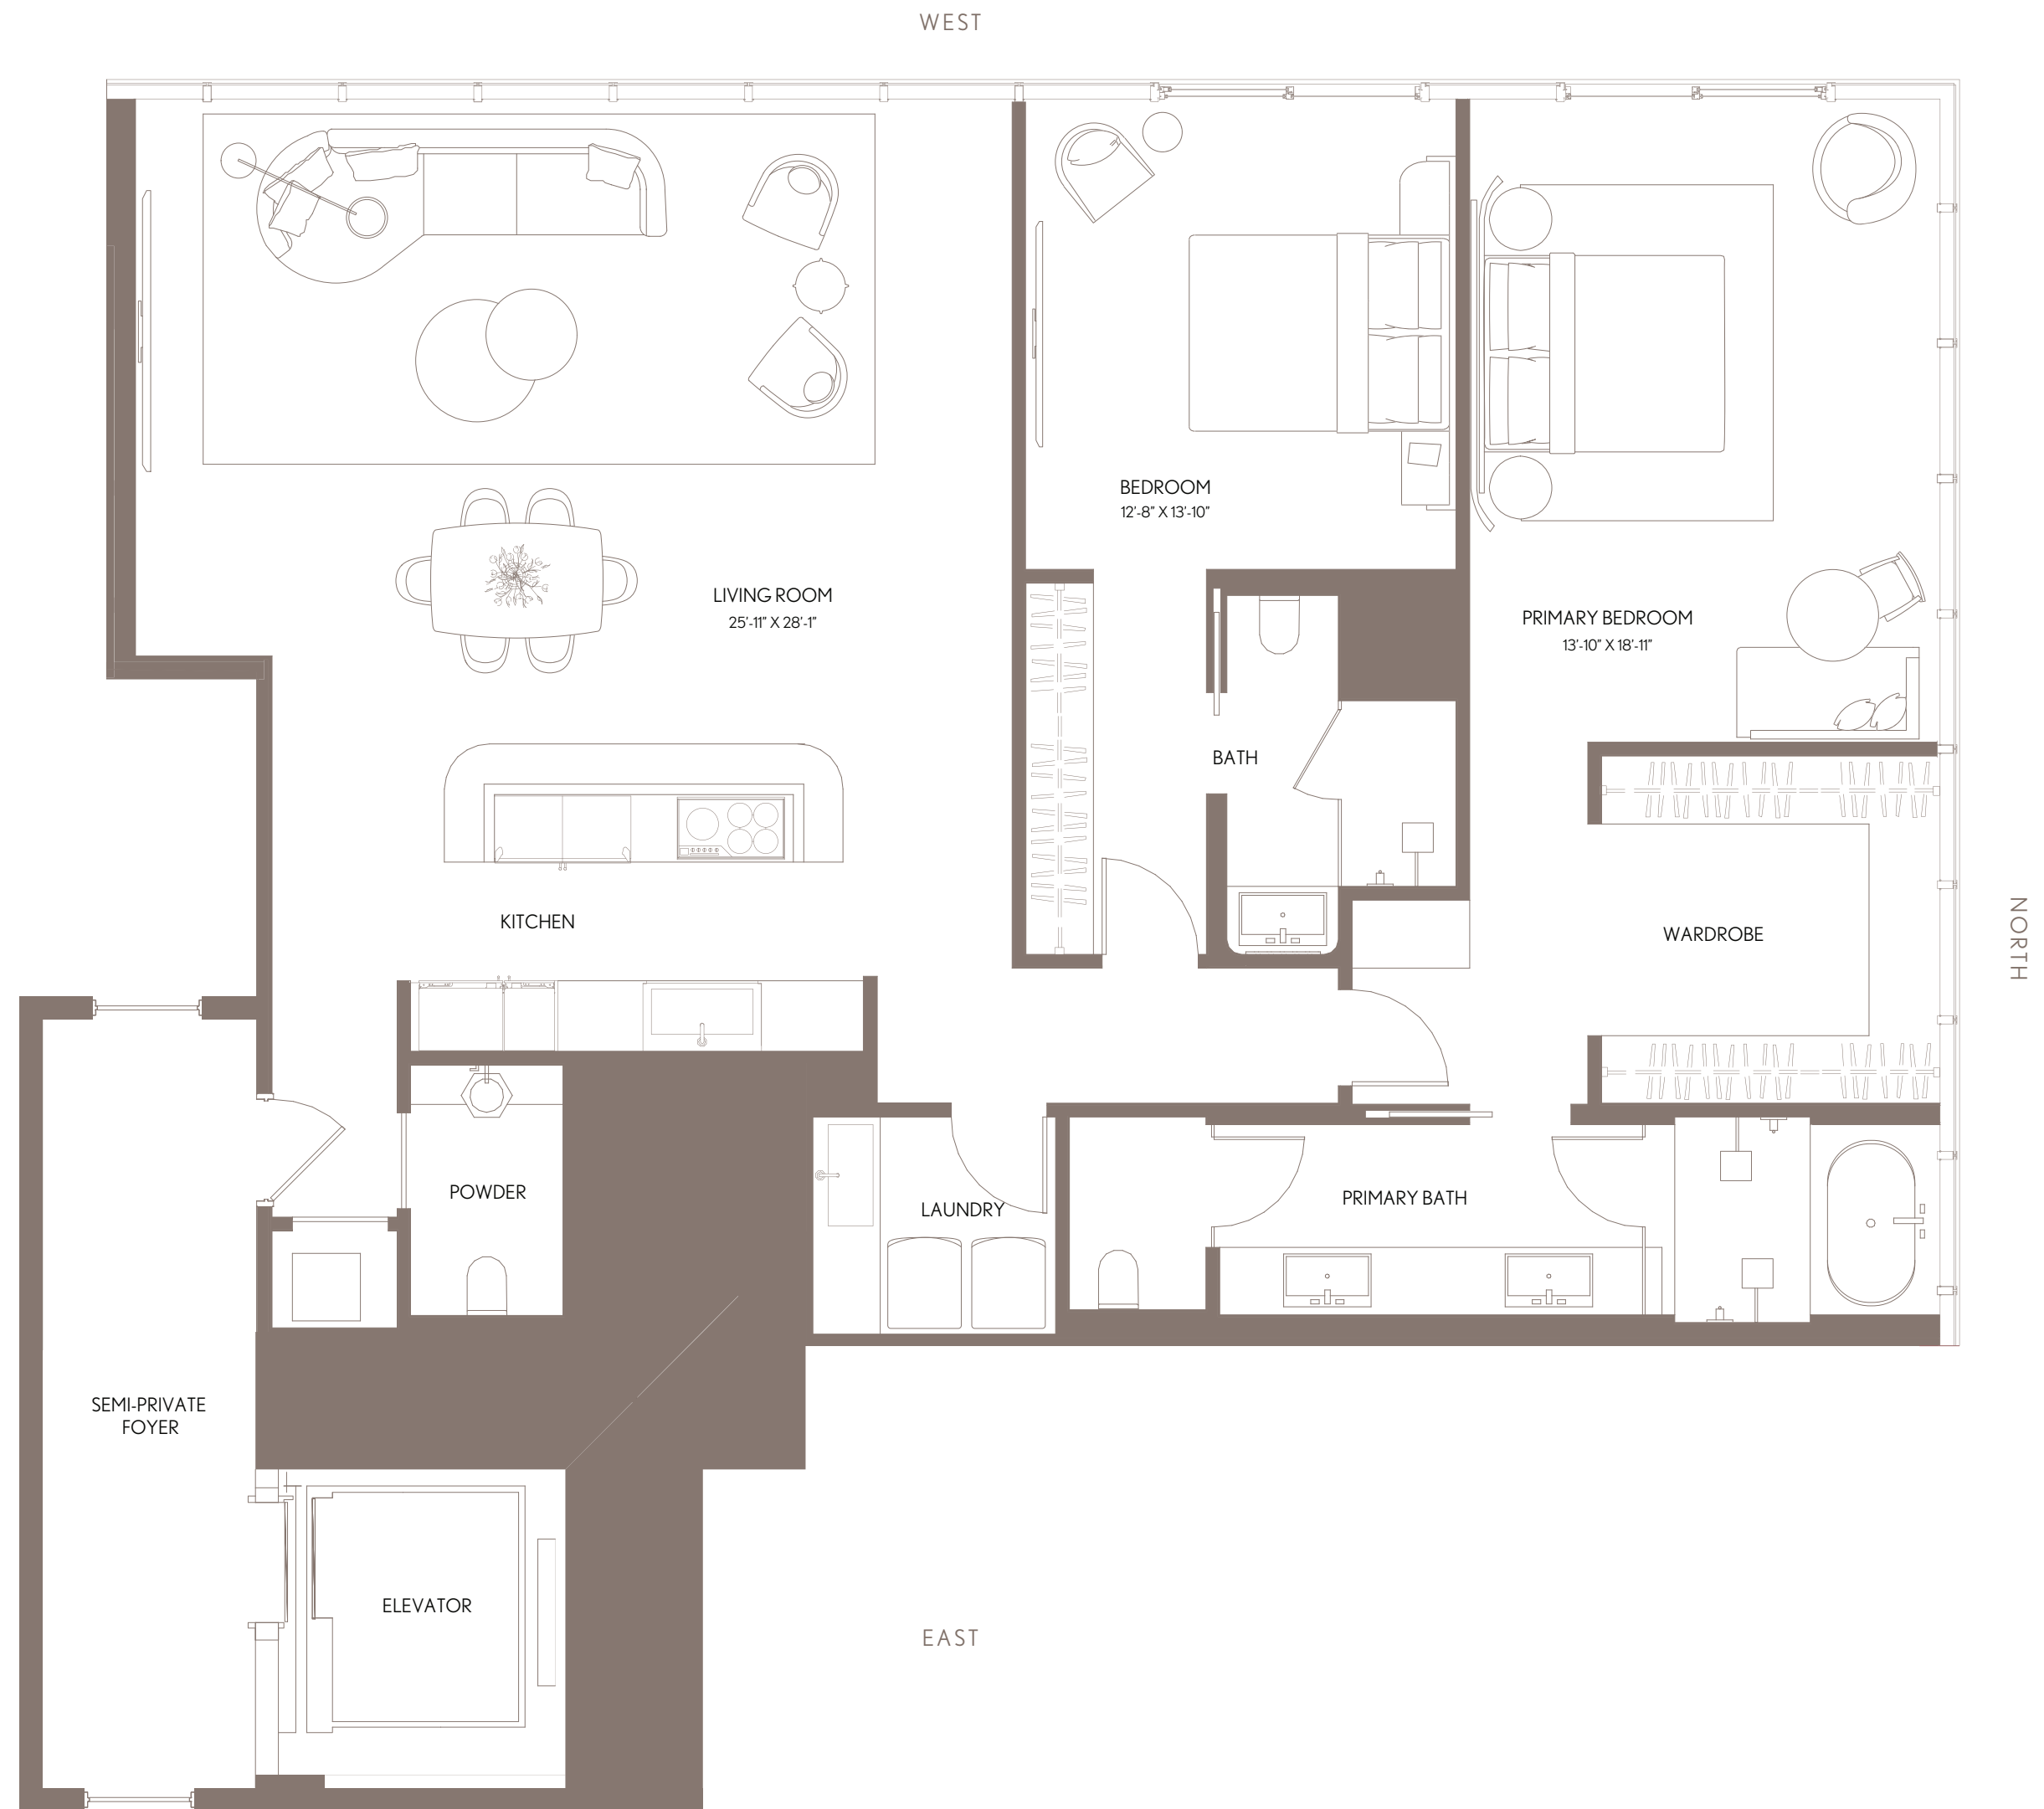 WEST
BEDROOM
12'-8" X 13'-10"
LIVING ROOM
25'-11" X 28'-1"
PRIMARY BEDROOM
13'-10" X 18'-11"
BATH
KITCHEN
WARDROBE
NORTH
POWDER
LAUNDRY
PRIMARY BATH
SEMI-PRIVATE
FOYER
ELEVATOR
EAST